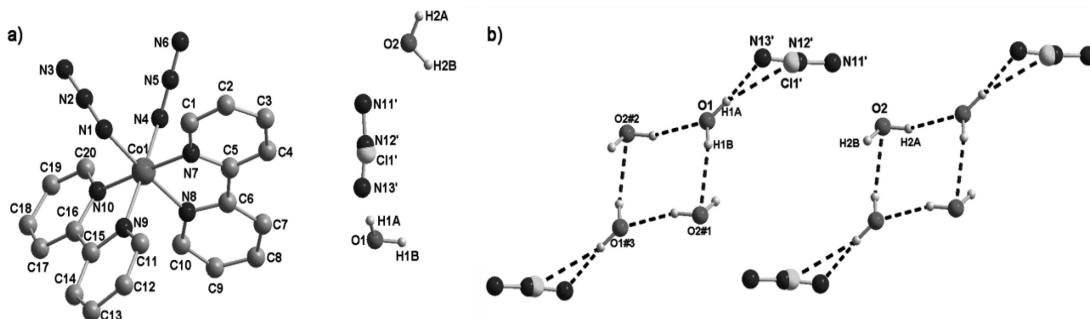 a)
N3
N6
N2
N5
N1
N4
C1
C2
C3
C4
Co1
C5
N7
C20
C19
C18
C16
N10
C17
C15
N9
N8
C6
C7
C8
C9
C10
C11
C12
C14
C13
H2A
O2
H2B
N11'
N12'
Cl1'
N13'
H1A
O1
H1B
b)
N13'
N12'
N11'
Cl1'
O1
H1A
O2#2
H1B
O1#3
O2#1
O2
H2B
H2A